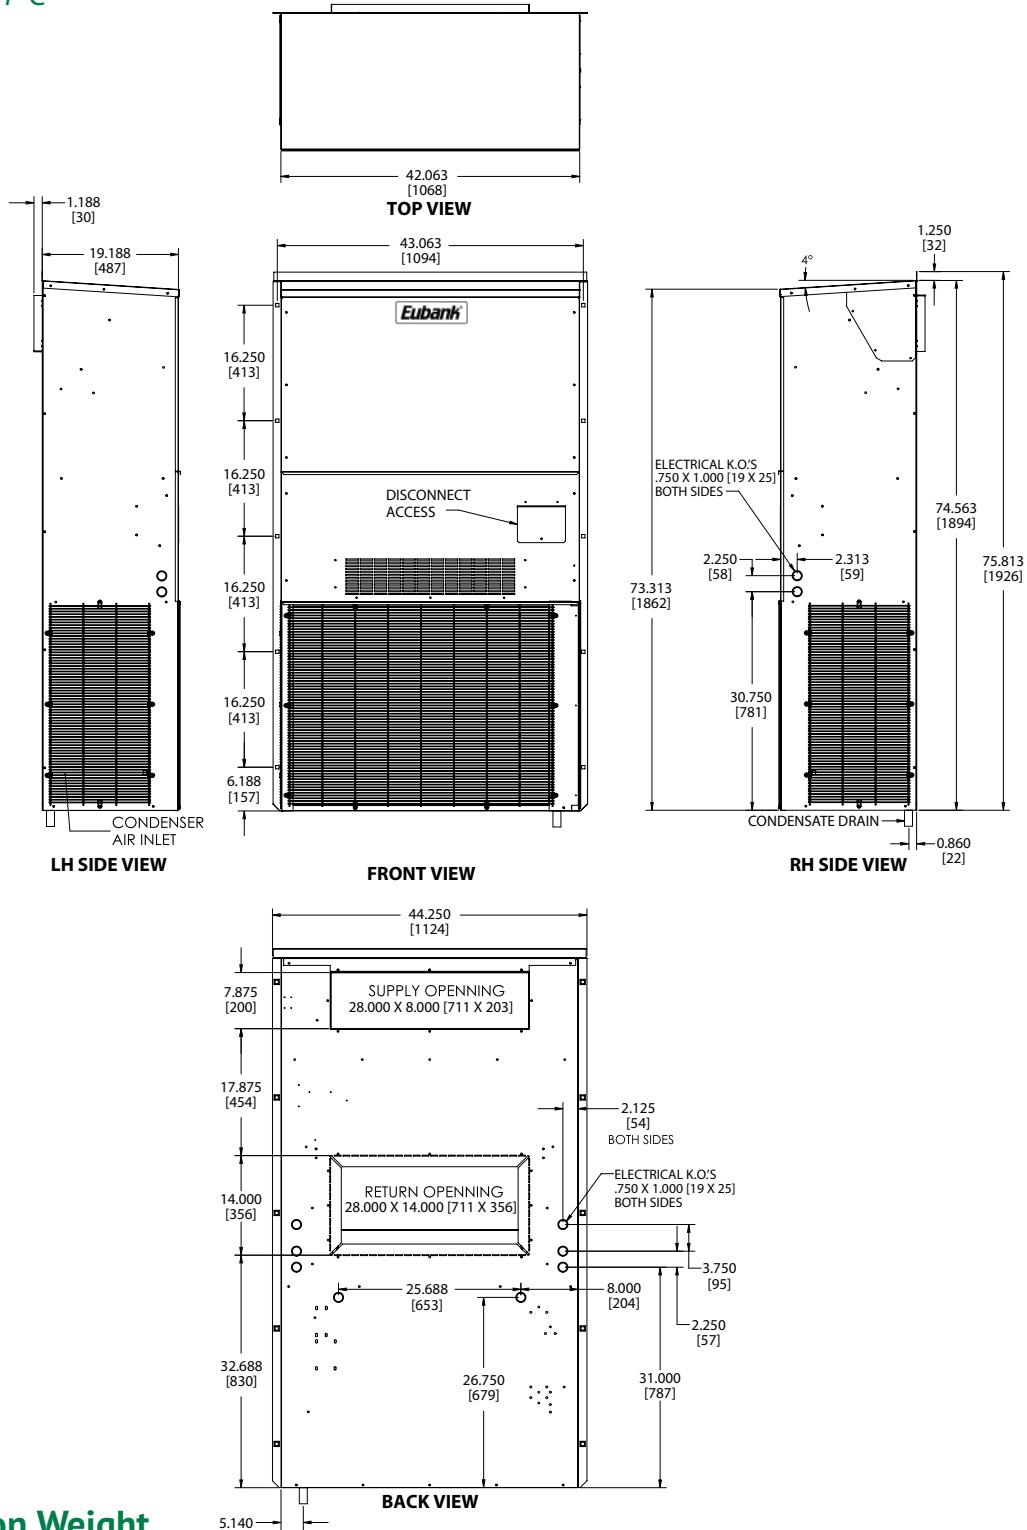 42.063
[1068]
TOP VIEW
1.188
[30]
19.188
[487]
43.063
[1094]
1.250
[32]
4°
Eubank
16.250
[413]
16.250
[413]
16.250
[413]
16.250
[413]
6.188
[157]
DISCONNECT
ACCESS
ELECTRICAL K.O.'S
.750 X 1.000 [19 X 25]
BOTH SIDES
2.250
[58]
2.313
[59]
73.313
[1862]
74.563
[1894]
75.813
[1926]
30.750
[781]
CONDENSER
AIR INLET
CONDENSATE DRAIN
0.860
[22]
LH SIDE VIEW
FRONT VIEW
RH SIDE VIEW
44.250
[1124]
7.875
[200]
SUPPLY OPENNING
28.000 X 8.000 [711 X 203]
17.875
[454]
2.125
[54]
BOTH SIDES
ELECTRICAL K.O.'S
.750 X 1.000 [19 X 25]
BOTH SIDES
14.000
[356]
RETURN OPENNING
28.000 X 14.000 [711 X 356]
3.750
[95]
25.688
[653]
8.000
[204]
2.250
[57]
32.688
[830]
26.750
[679]
31.000
[787]
BACK VIEW
5.140
Weight